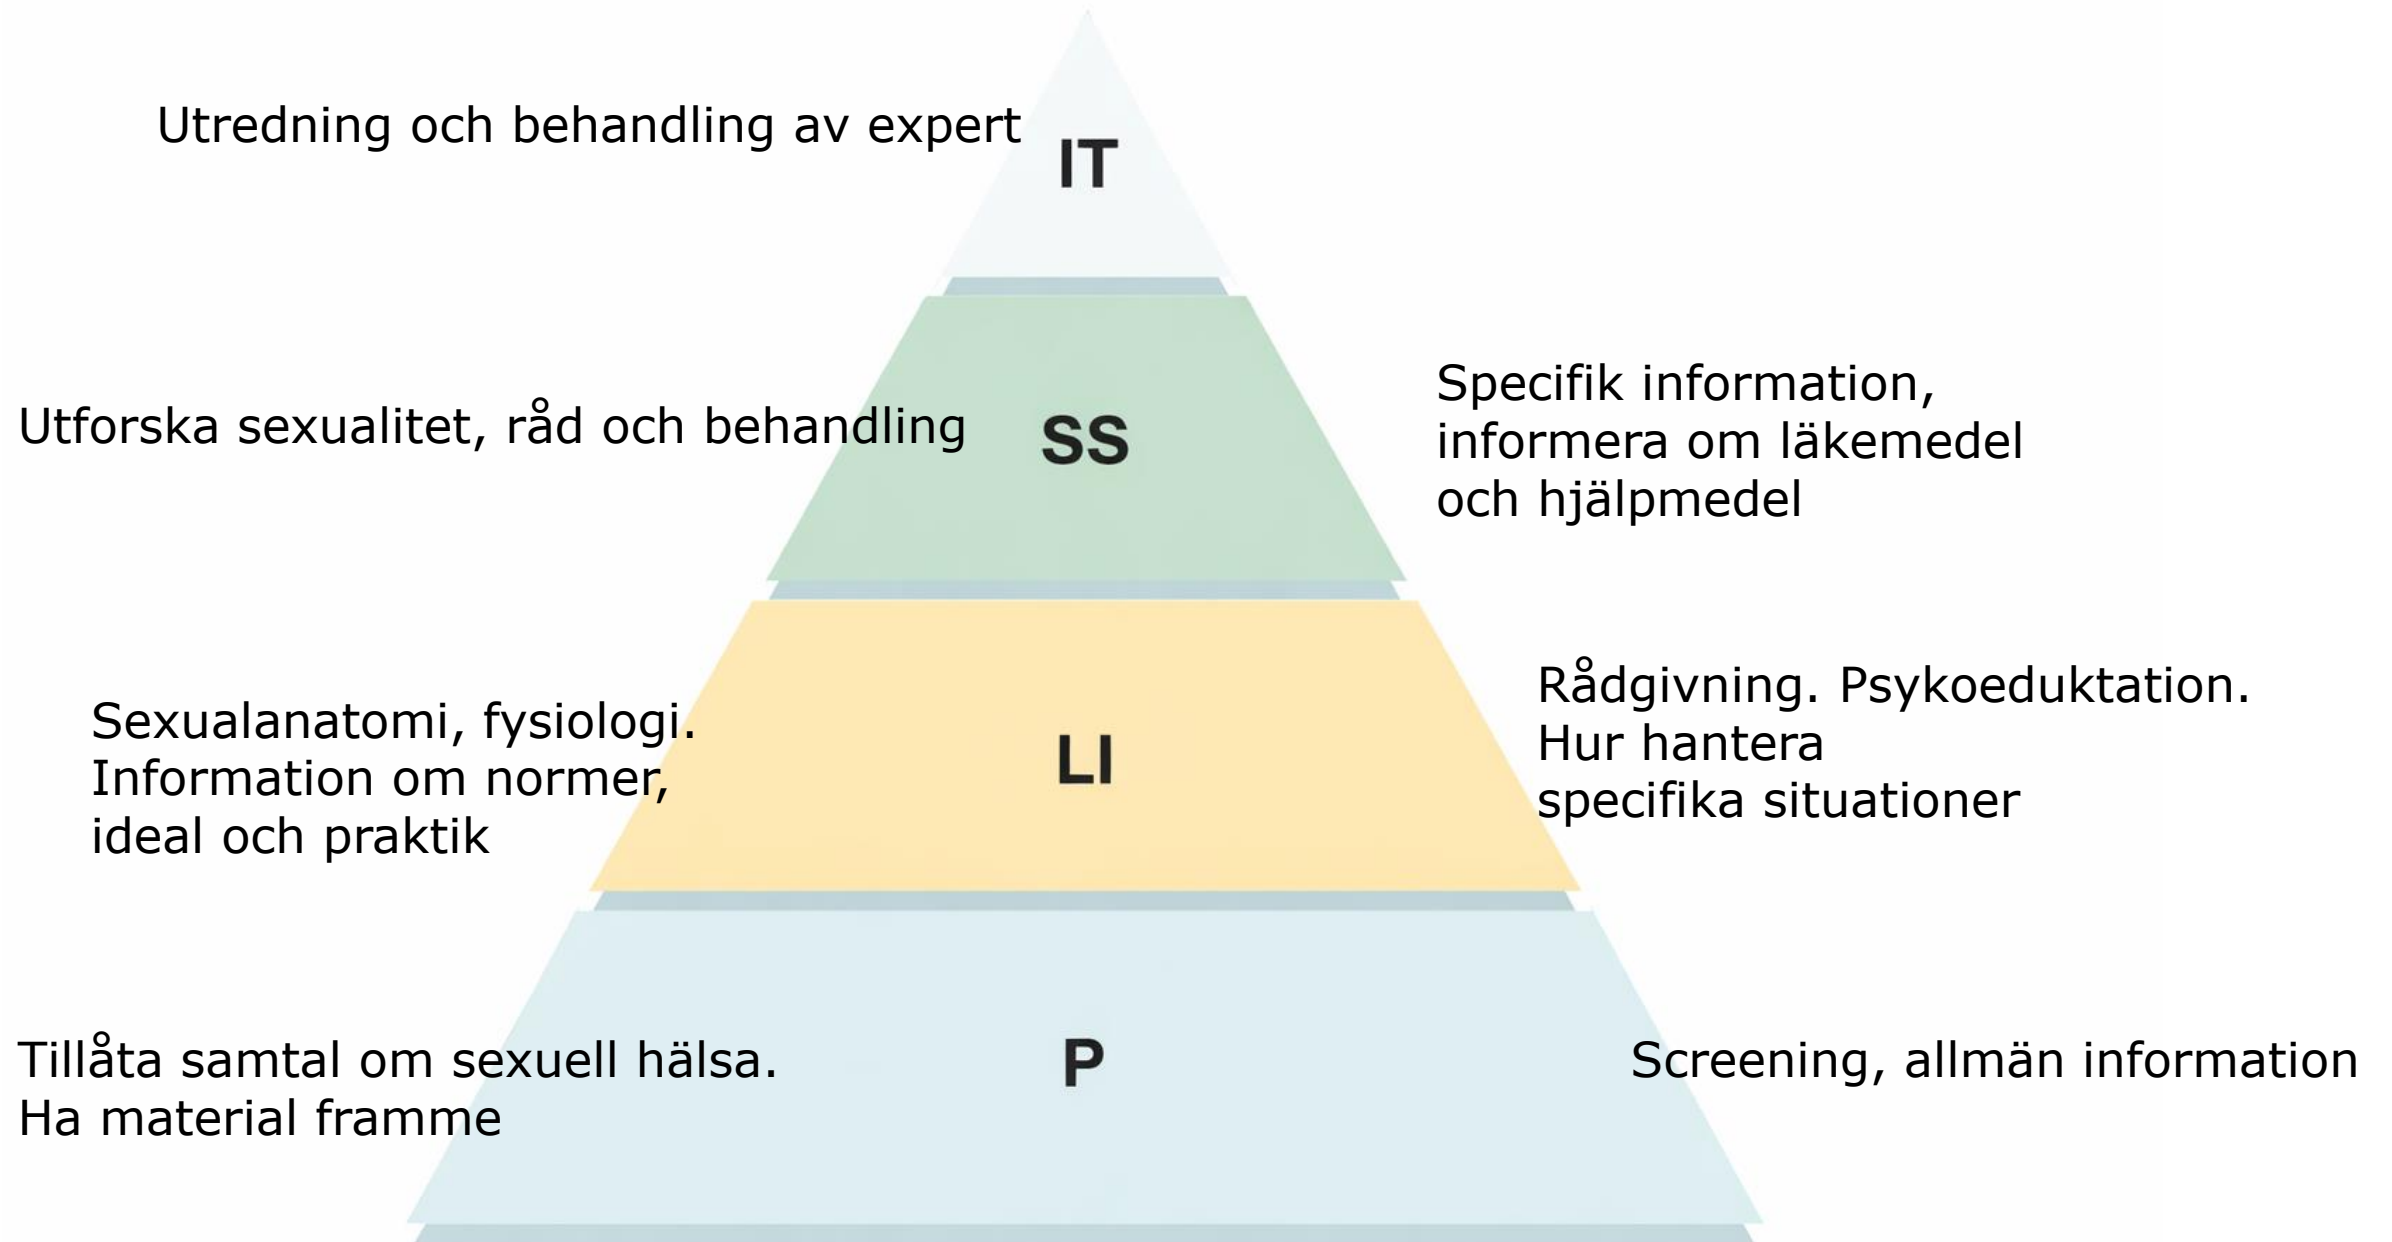 Utredning och behandling av expert
IT
Utforska sexualitet, råd och behandling
SS
Specifik information,
informera om läkemedel
och hjälpmedel
Sexualanatomi, fysiologi.
Information om normer,
ideal och praktik
LI
Rådgivning. Psykoeduktation.
Hur hantera
specifika situationer
Tillåta samtal om sexuell hälsa.
Ha material framme
P
Screening, allmän information